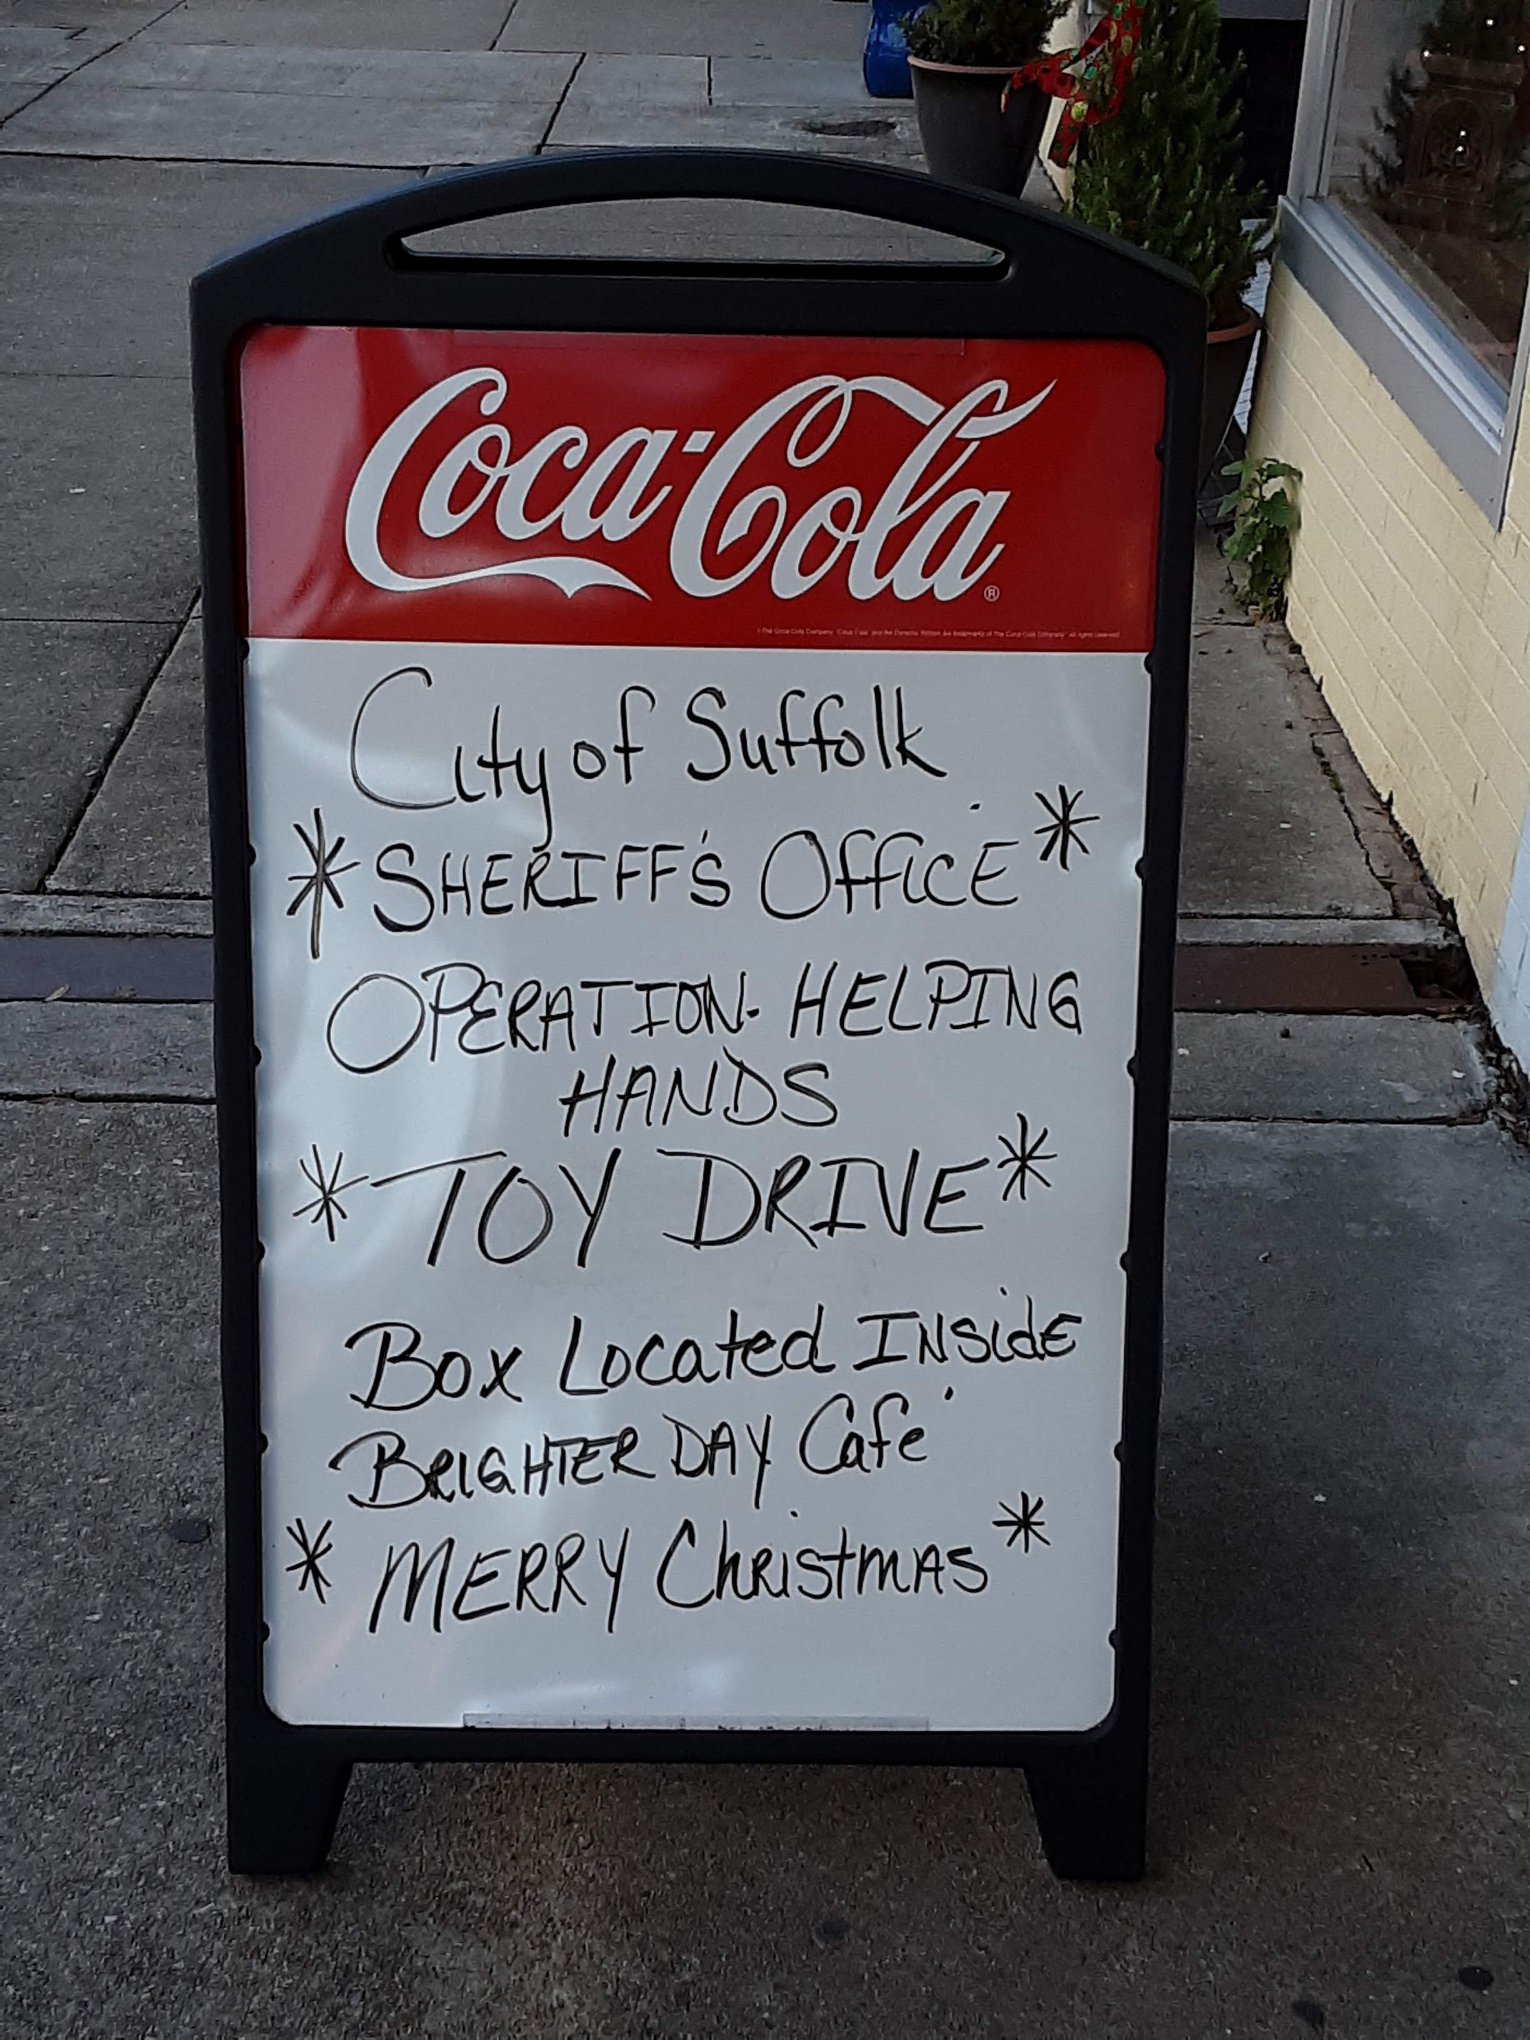 Coca-Cola®
City of Suffolk
*SHERIFF's OffiCE*
OPERATION- HELPING
HANDS
*TOY DRIVE*
Box Located INSide
BRIGHTER DAY Café
* MERRY ChRistmAS *